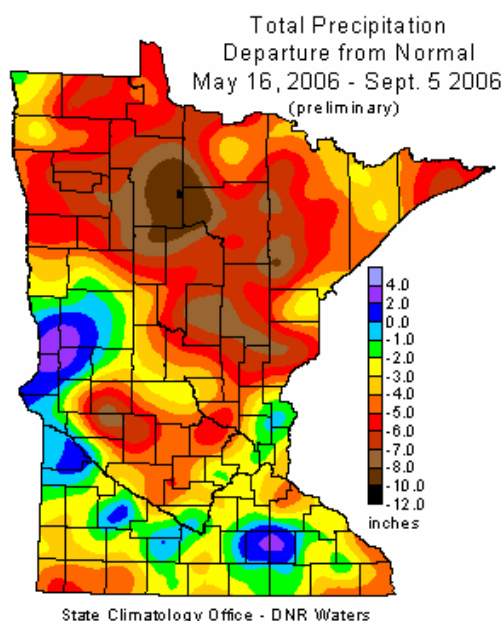 Total Precipitation
Departure from Normal
May 16, 2006 - Sept. 5 2006
(preliminary)
4.0
2.0
0.0
-1.0
-2.0
-3.0
-4.0
-5.0
-6.0
-7.0
-8.0
-10.0
-12.0
inches
State Climatology Office - DNR Waters